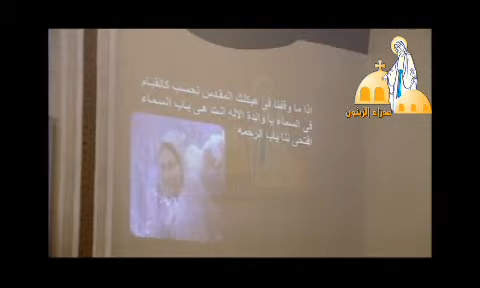 اذا ما وقفنا فى هيكلك المقدس نحسب كالقيام
فى السماء يا والدة الاله انت هى باب السماء
افتحى لنا باب الرحمه
عذراء الزيتون